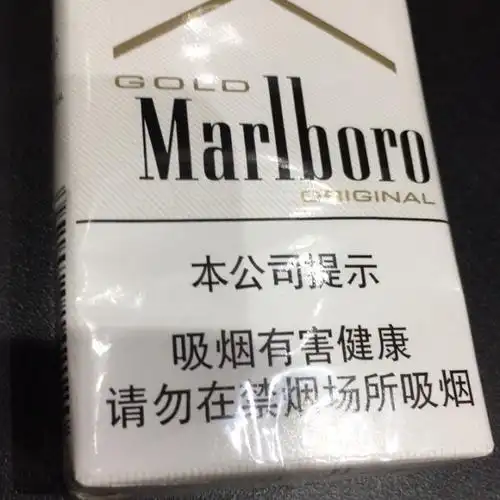 GOLD
Marlboro
ORIGINAL
本公司提示
吸烟有害健康
请勿在禁烟场所吸烟